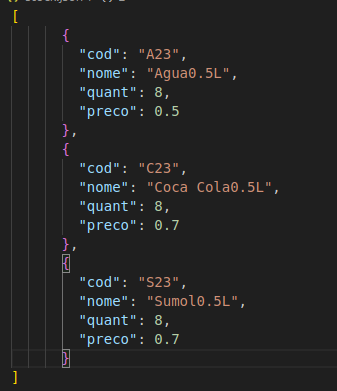 [
{
"cod": "A23",
"nome": "Agua0.5L",
"quant": 8,
"preco": 0.5
},
{
"cod": "C23",
"nome": "Coca Cola0.5L",
"quant": 8,
"preco": 0.7
},
{
"cod": "S23",
"nome": "Sumol0.5L",
"quant": 8,
"preco": 0.7
}
]